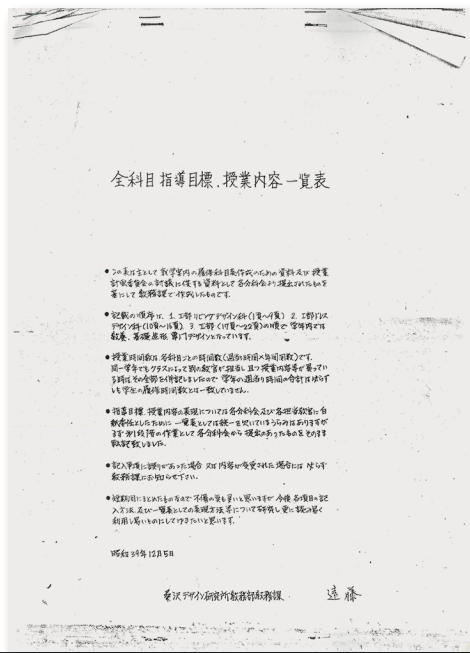 全科目指導目標.授業内容一覧表
●この表は主として教学案内の履修科目表作成のための資料及び授業
計画委員会の討議に供する資料として各分科会より提出されたものを
基にして教務課で作成したものです。
●記載の順序は、1.工部リビングデザイン科(1頁〜9頁) 2.工部ドレス
デザイン科(10頁〜16頁) 3.工部(17頁〜22頁)の順で学年内では
教養、基礎造形、専門デザインとなっています。
●授業時間数は、各科目ごとの時間数(週当り時間×年間週数)です。
同一学年でもクラスによって別の教官が担当し且つ授業内容等が異ってい
る時はその全部を併記しましたので 学年の週当り時間の合計は必ずし
も学生の履修時間数とは一致していません。
●指導目標、授業内容の表現については各分科会及び各担当教官に自
主としたために 一覧表としては統一を欠いているうらみはありますが
まず第1段階の作業として各分科会から提出のあったものをそのまま
転記致しました。
●記入事項に誤りがあった場合 又は内容が変更された場合には 必らず
教務課にお知らせ下さい。
●短期間にまとめたものなので不備の点も多いと思いますが 今後各項目の記
入方法、及び一覧表としての表現方法等について研究し更に読み易く
利用し易いものにしてゆきたいと思います。
昭和39年12月5日
桑沢デザイン研究所教務部教務課 遠藤